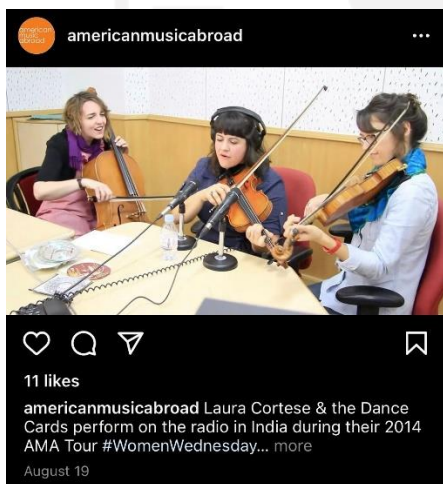 american
music
abroad
americanmusicabroad
11 likes
americanmusicabroad Laura Cortese & the Dance
Cards perform on the radio in India during their 2014
AMA Tour #WomenWednesday... more
August 19